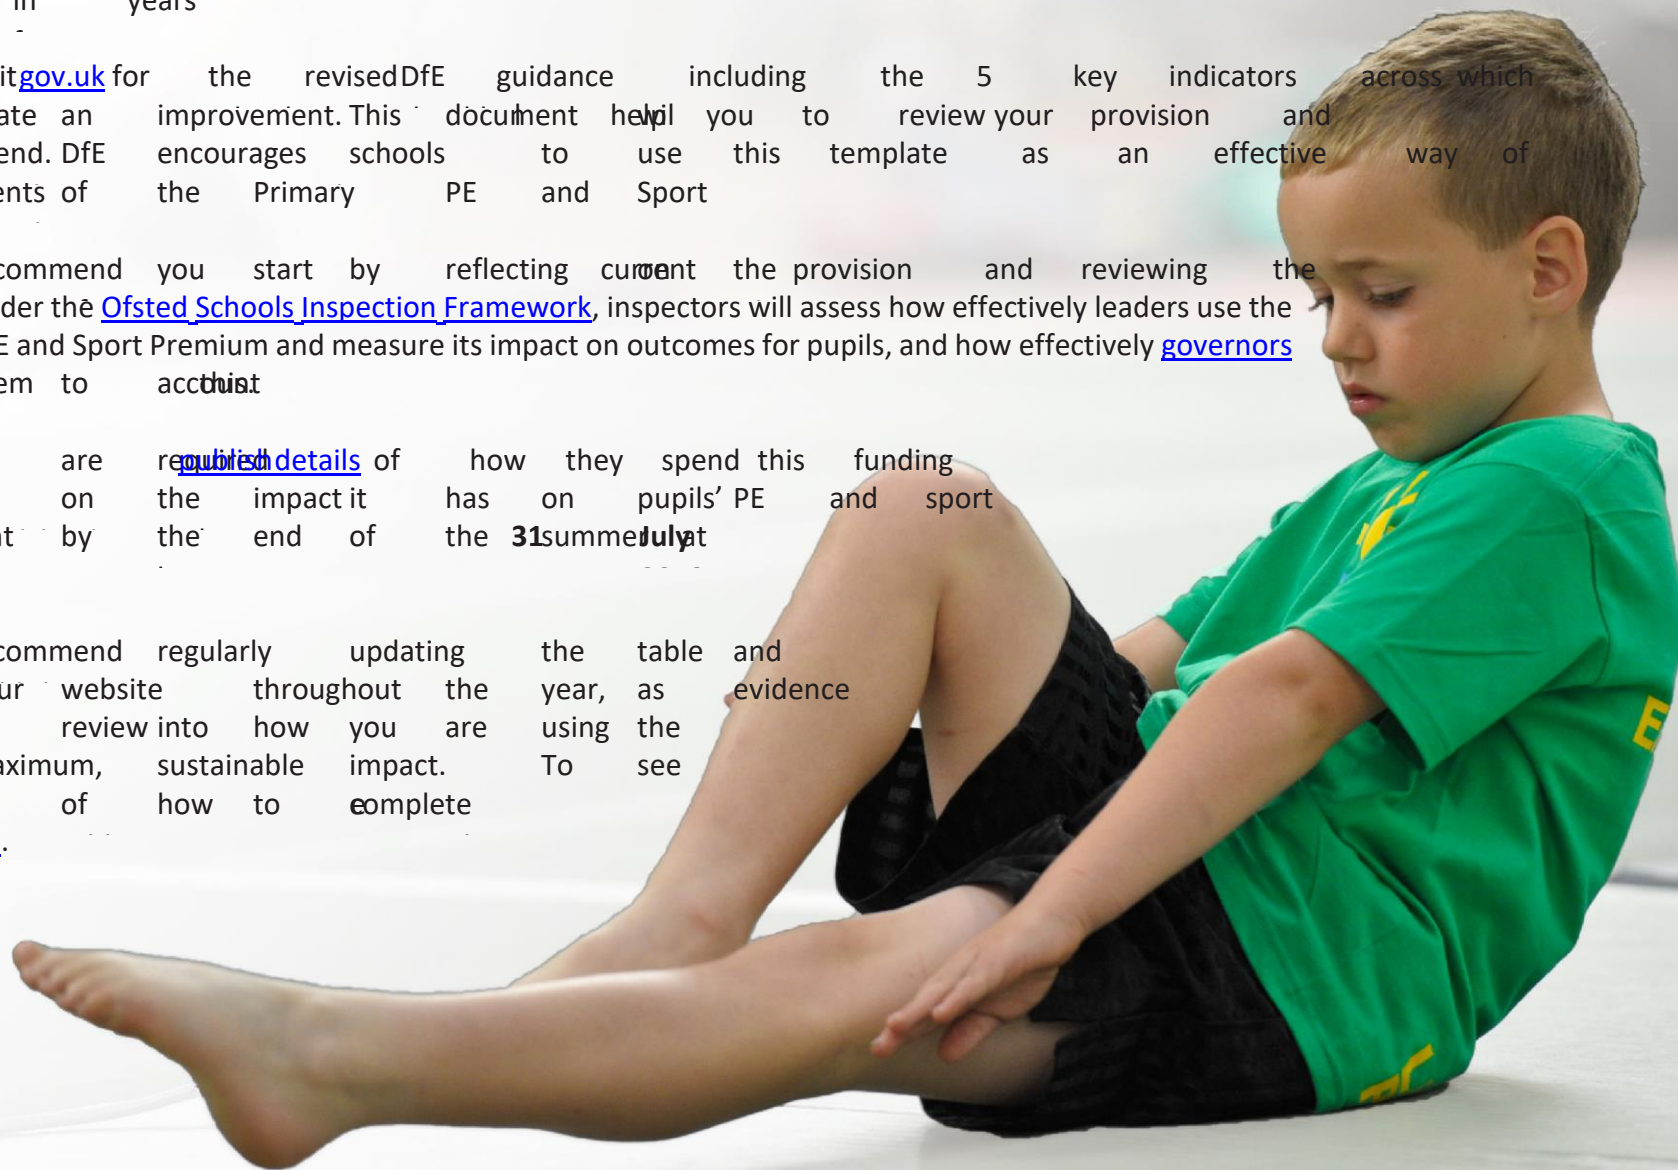 in years
it gov.uk for the revised DfE guidance including the 5 key indicators across which
ate an improvement. This document will help you to review your provision and
end. DfE encourages schools to use this template as an effective way of
ents of the Primary PE and Sport
commend you start by reflecting on the current provision and reviewing the
der the Ofsted Schools Inspection Framework, inspectors will assess how effectively leaders use the
E and Sport Premium and measure its impact on outcomes for pupils, and how effectively governors
em to account this.
are required publish details of how they spend this funding
on the impact it has on pupils’ PE and sport
at by the end of the summer 31 July at
commend regularly updating the table and
ur website throughout the year, as evidence
review into how you are using the
aximum, sustainable impact. To see
of how to complete
.
E